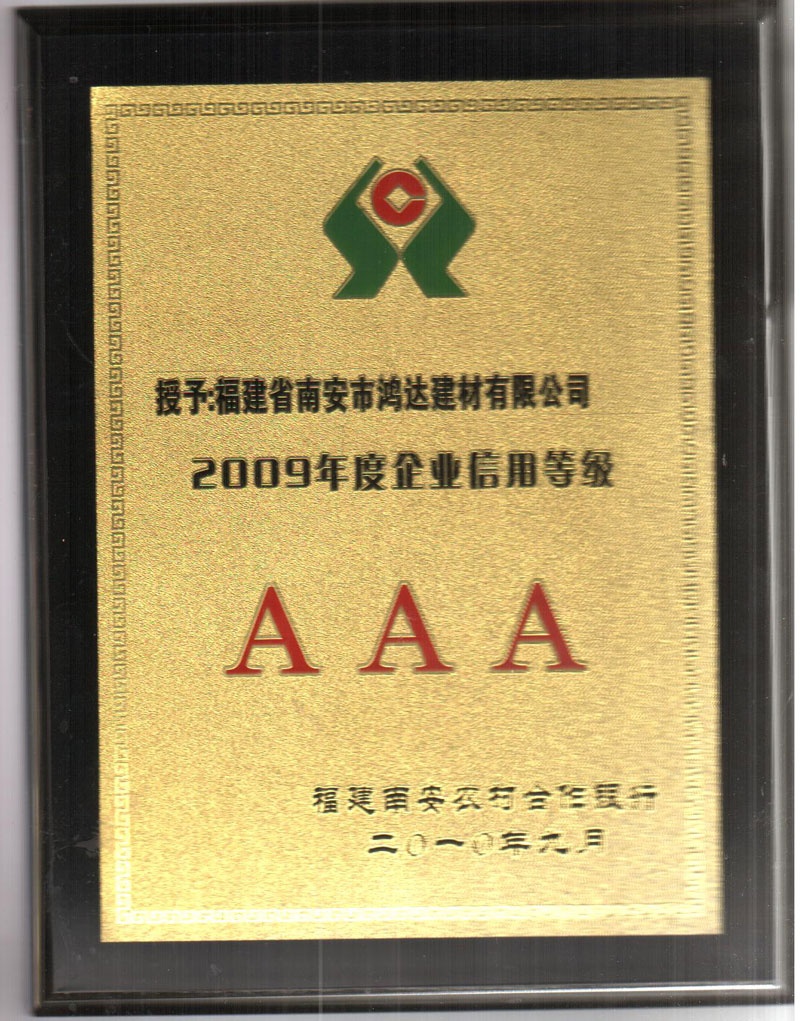 授予:福建省南安市鸿达建材有限公司
2009年度企业信用等级
AAA
福建南安农村合作银行
二〇一〇年九月